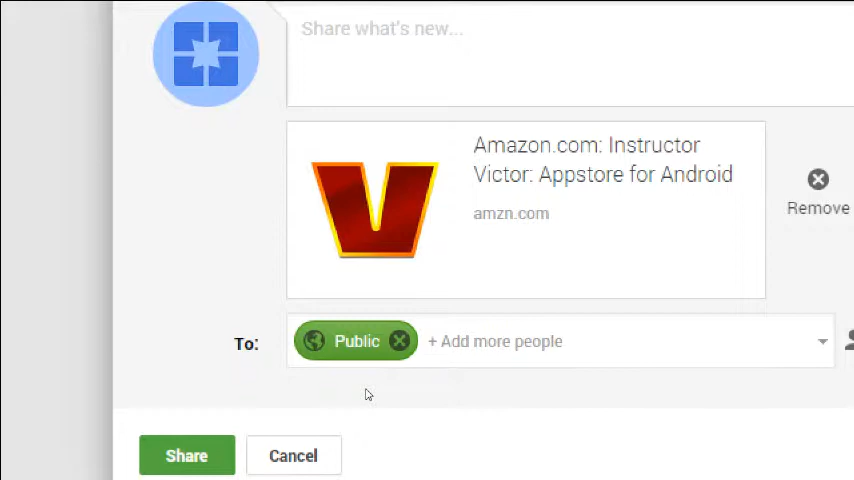 Share what's new...
V
Amazon.com: Instructor
Victor: Appstore for Android
amzn.com
Remove
To:
Public
+ Add more people
Share
Cancel